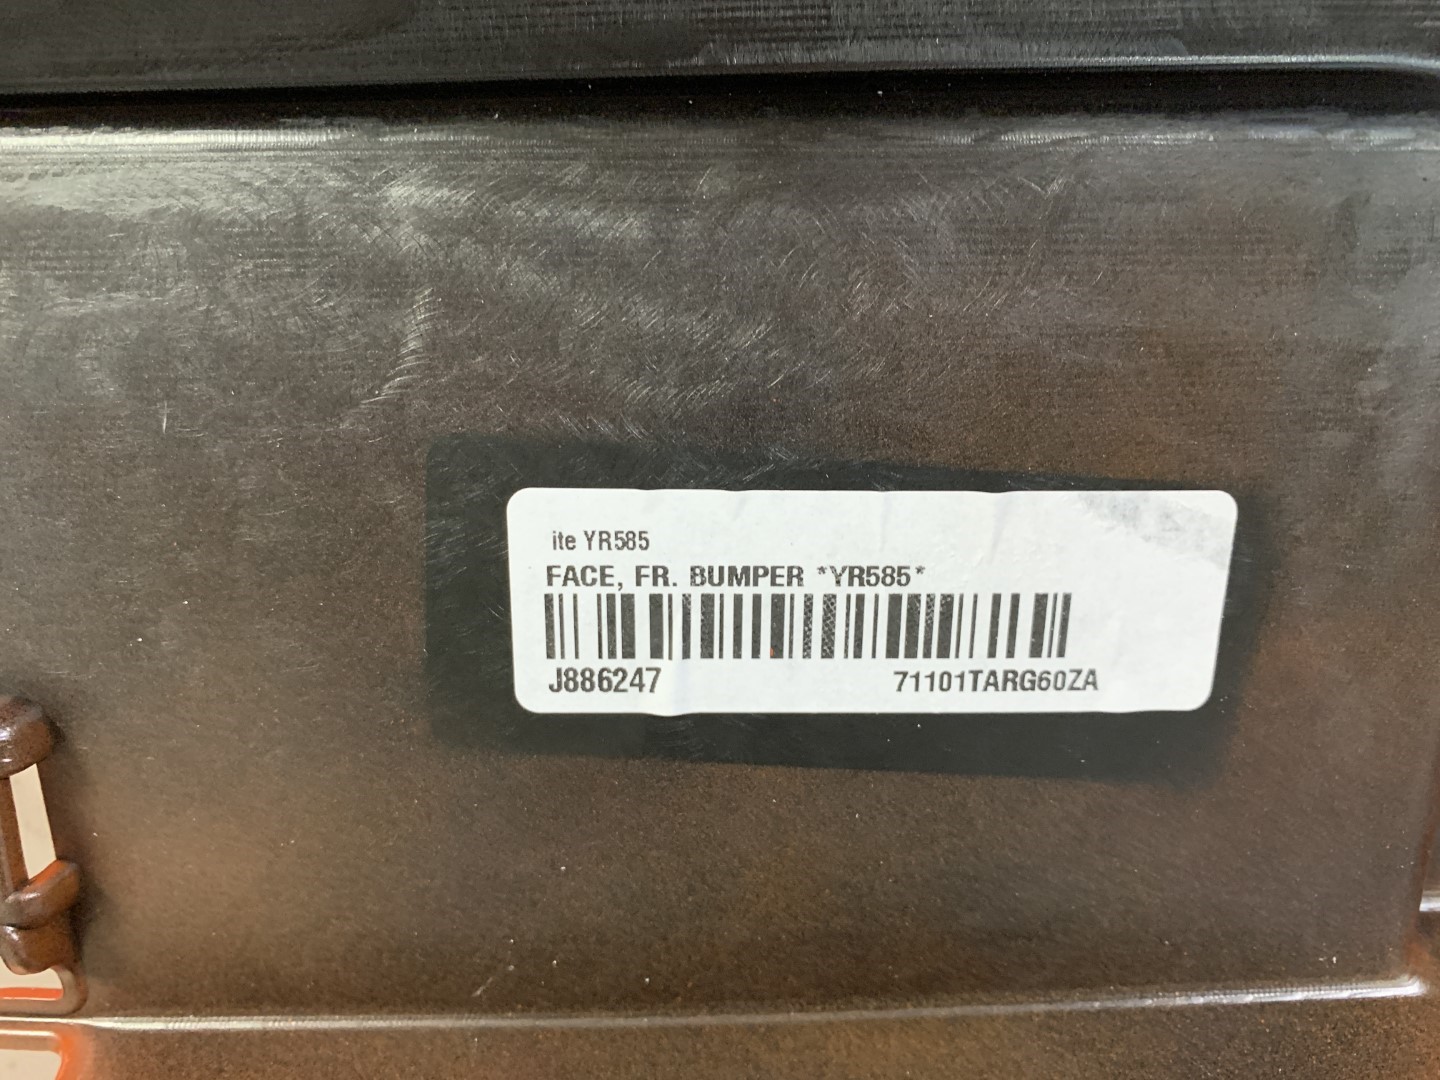 ite YR585
FACE, FR. BUMPER *YR585*
J886247 71101TARG60ZA